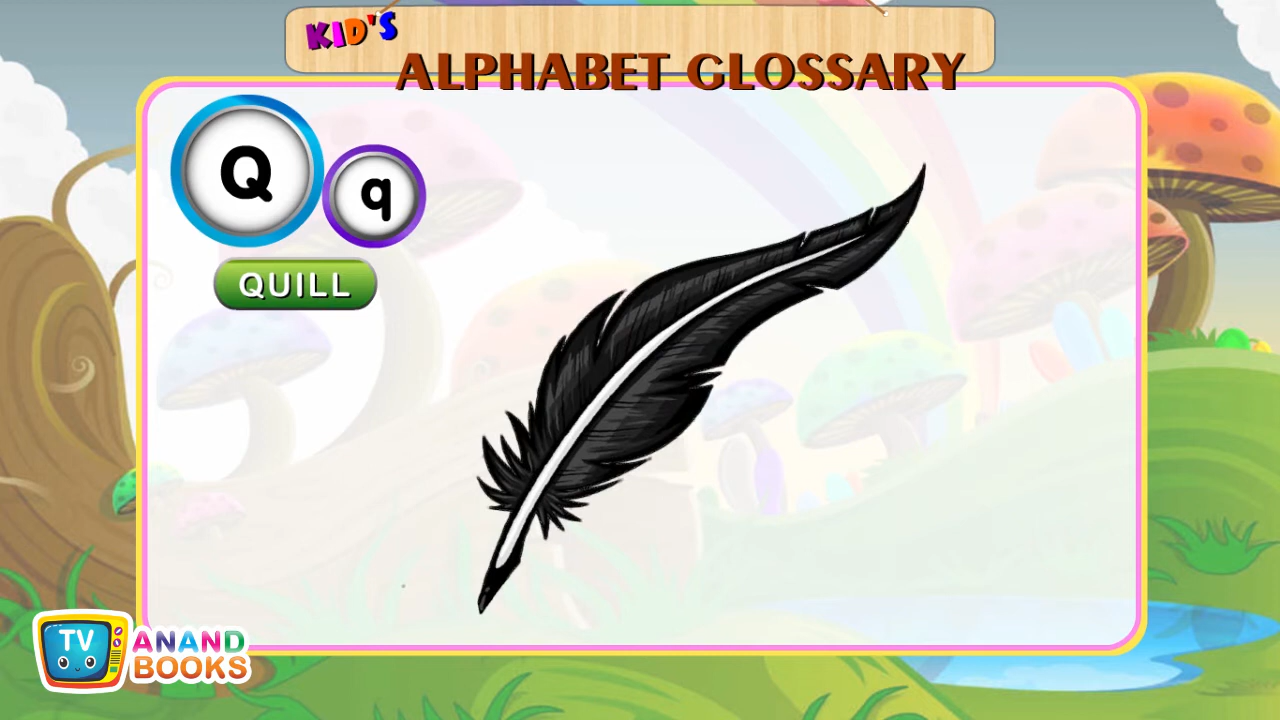 KID'S
ALPHABET GLOSSARY
Q q
QUILL
TV
ANAND
BOOKS